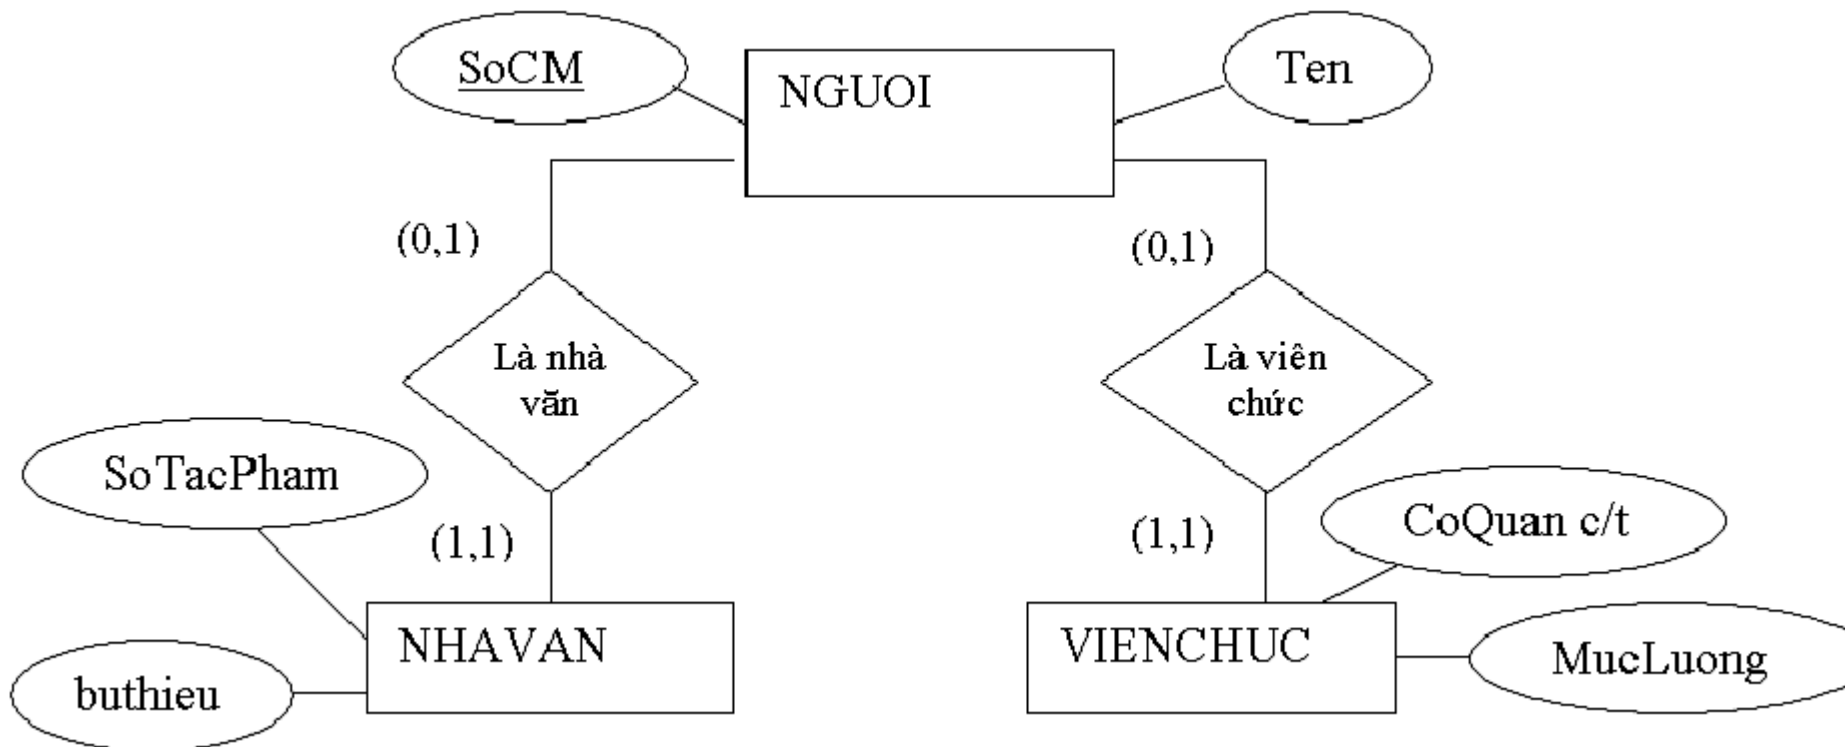 SoCM
NGUOI
Ten
(0,1)
(0,1)
Là nhà
văn
Là viên
chức
SoTacPham
(1,1)
(1,1)
CoQuan c/t
NHAVAN
VIENCHUC
MucLuong
buthieu